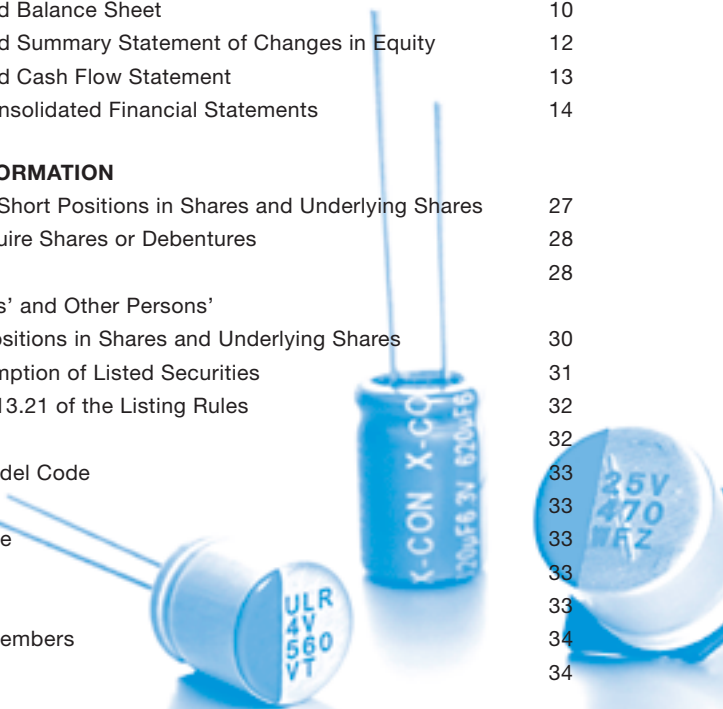 d Balance Sheet 10
d Summary Statement of Changes in Equity 12
d Cash Flow Statement 13
nsolidated Financial Statements 14
ORMATION
Short Positions in Shares and Underlying Shares 27
uire Shares or Debentures 28
28
s’ and Other Persons’
ositions in Shares and Underlying Shares 30
mption of Listed Securities 31
13.21 of the Listing Rules 32
32
del Code 33
33
e 33
33
33
embers 34
34
X-CON X-CO
620µF6
20µF6.3V
25V
470
FZ
ULR
4V
560
VT